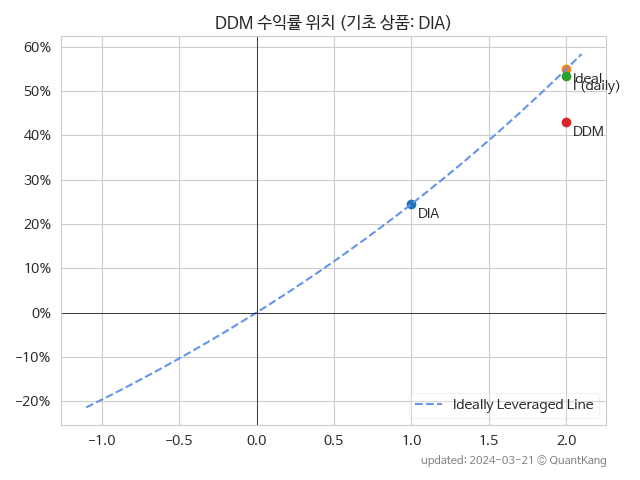 DDM 수익률 위치 (기초 상품: DIA)
60%
50%
40%
30%
20%
10%
0%
−10%
−20%
Ideal
(daily)
DDM
DIA
Ideally Leveraged Line
−1.0 −0.5 0.0 0.5 1.0 1.5 2.0
updated: 2024-03-21 © QuantKang